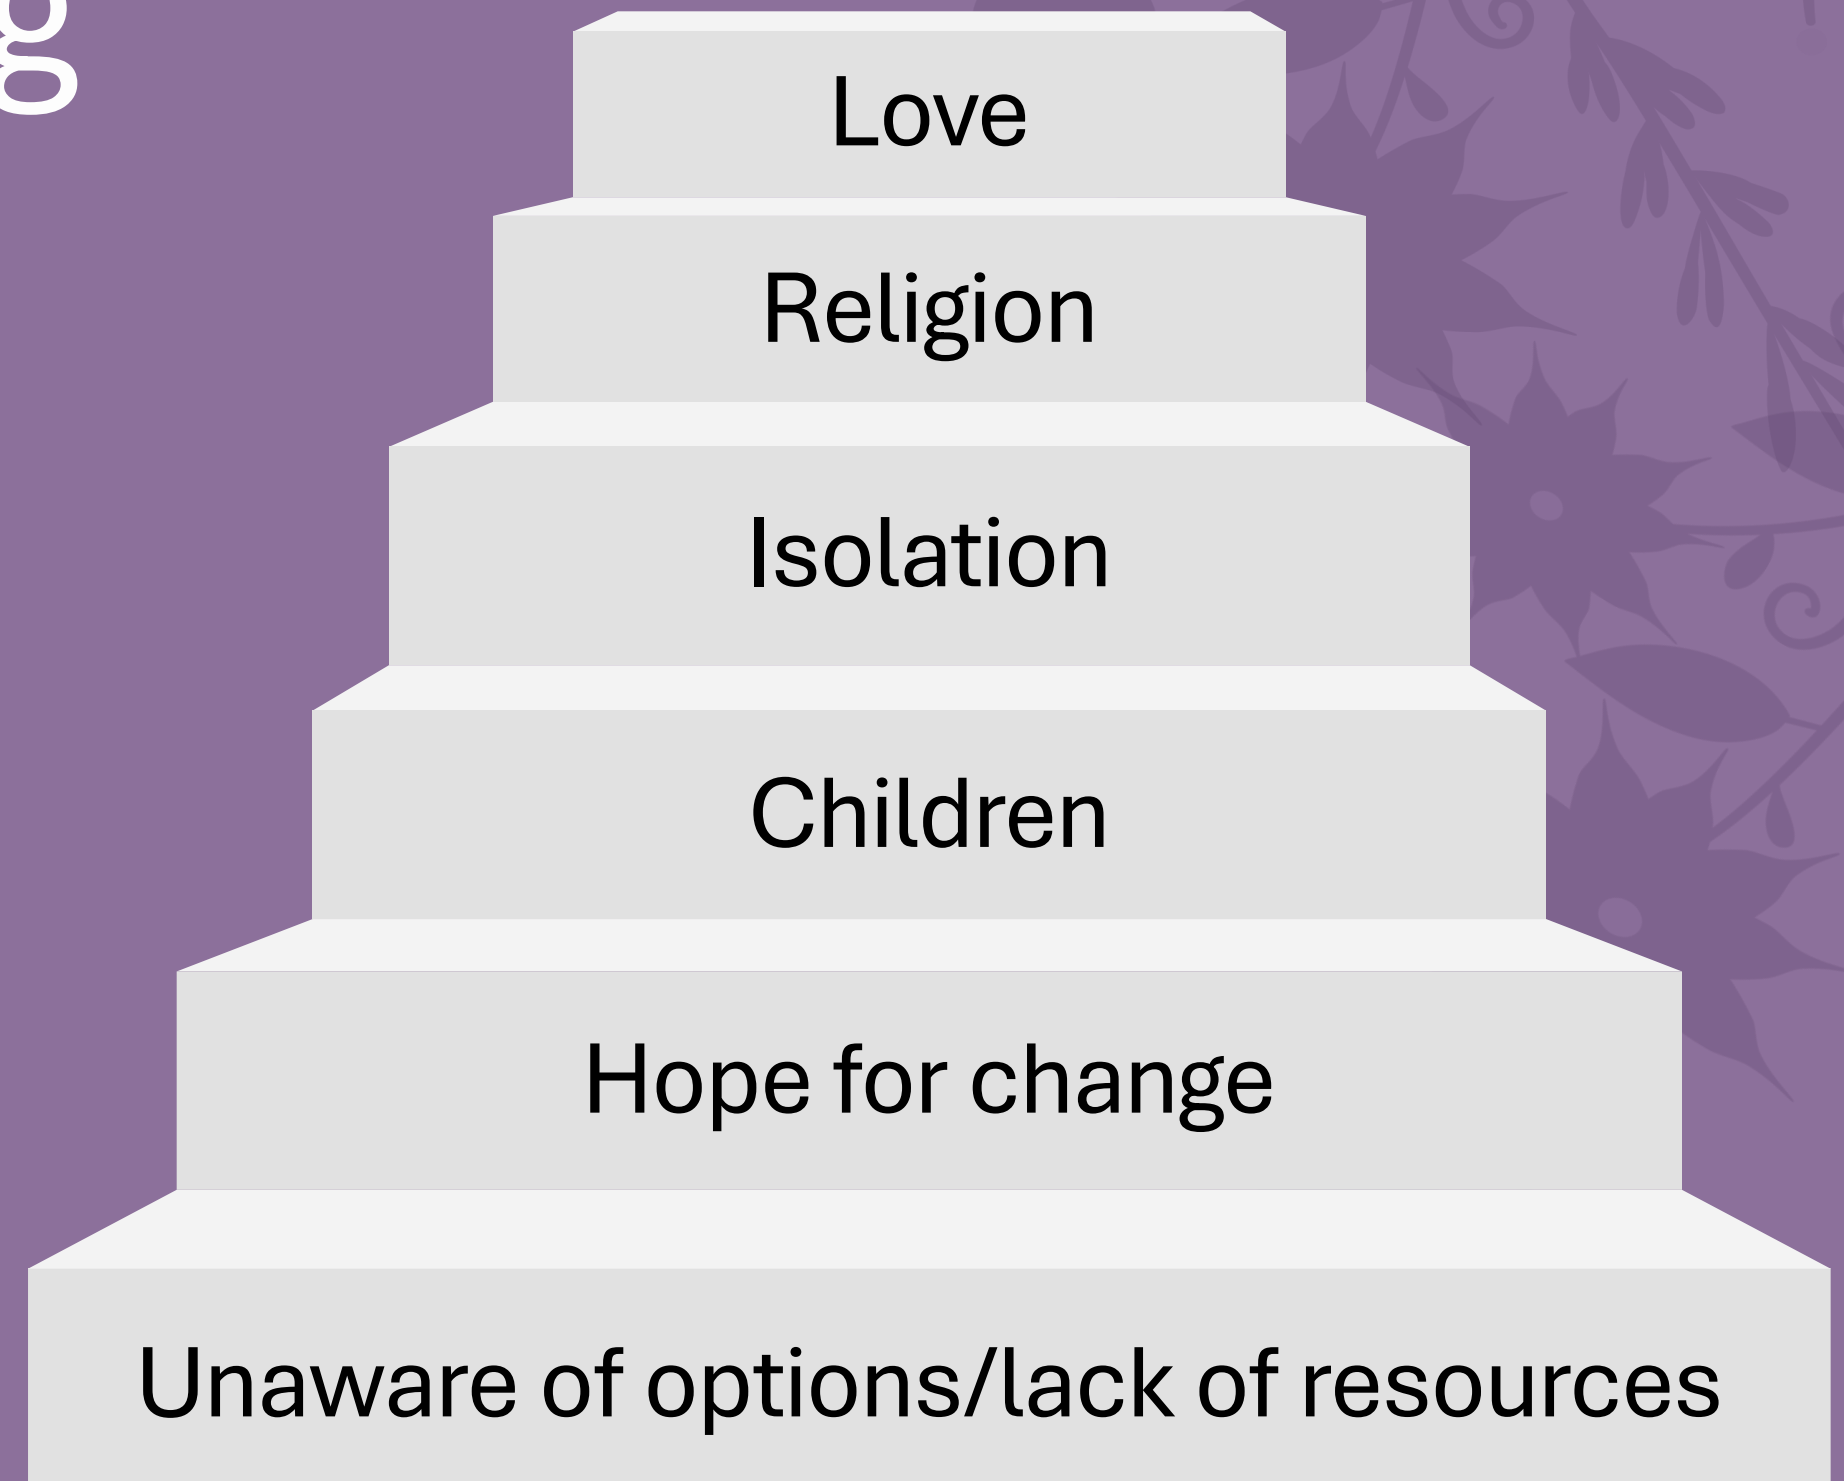 g
Love
Religion
Isolation
Children
Hope for change
Unaware of options/lack of resources